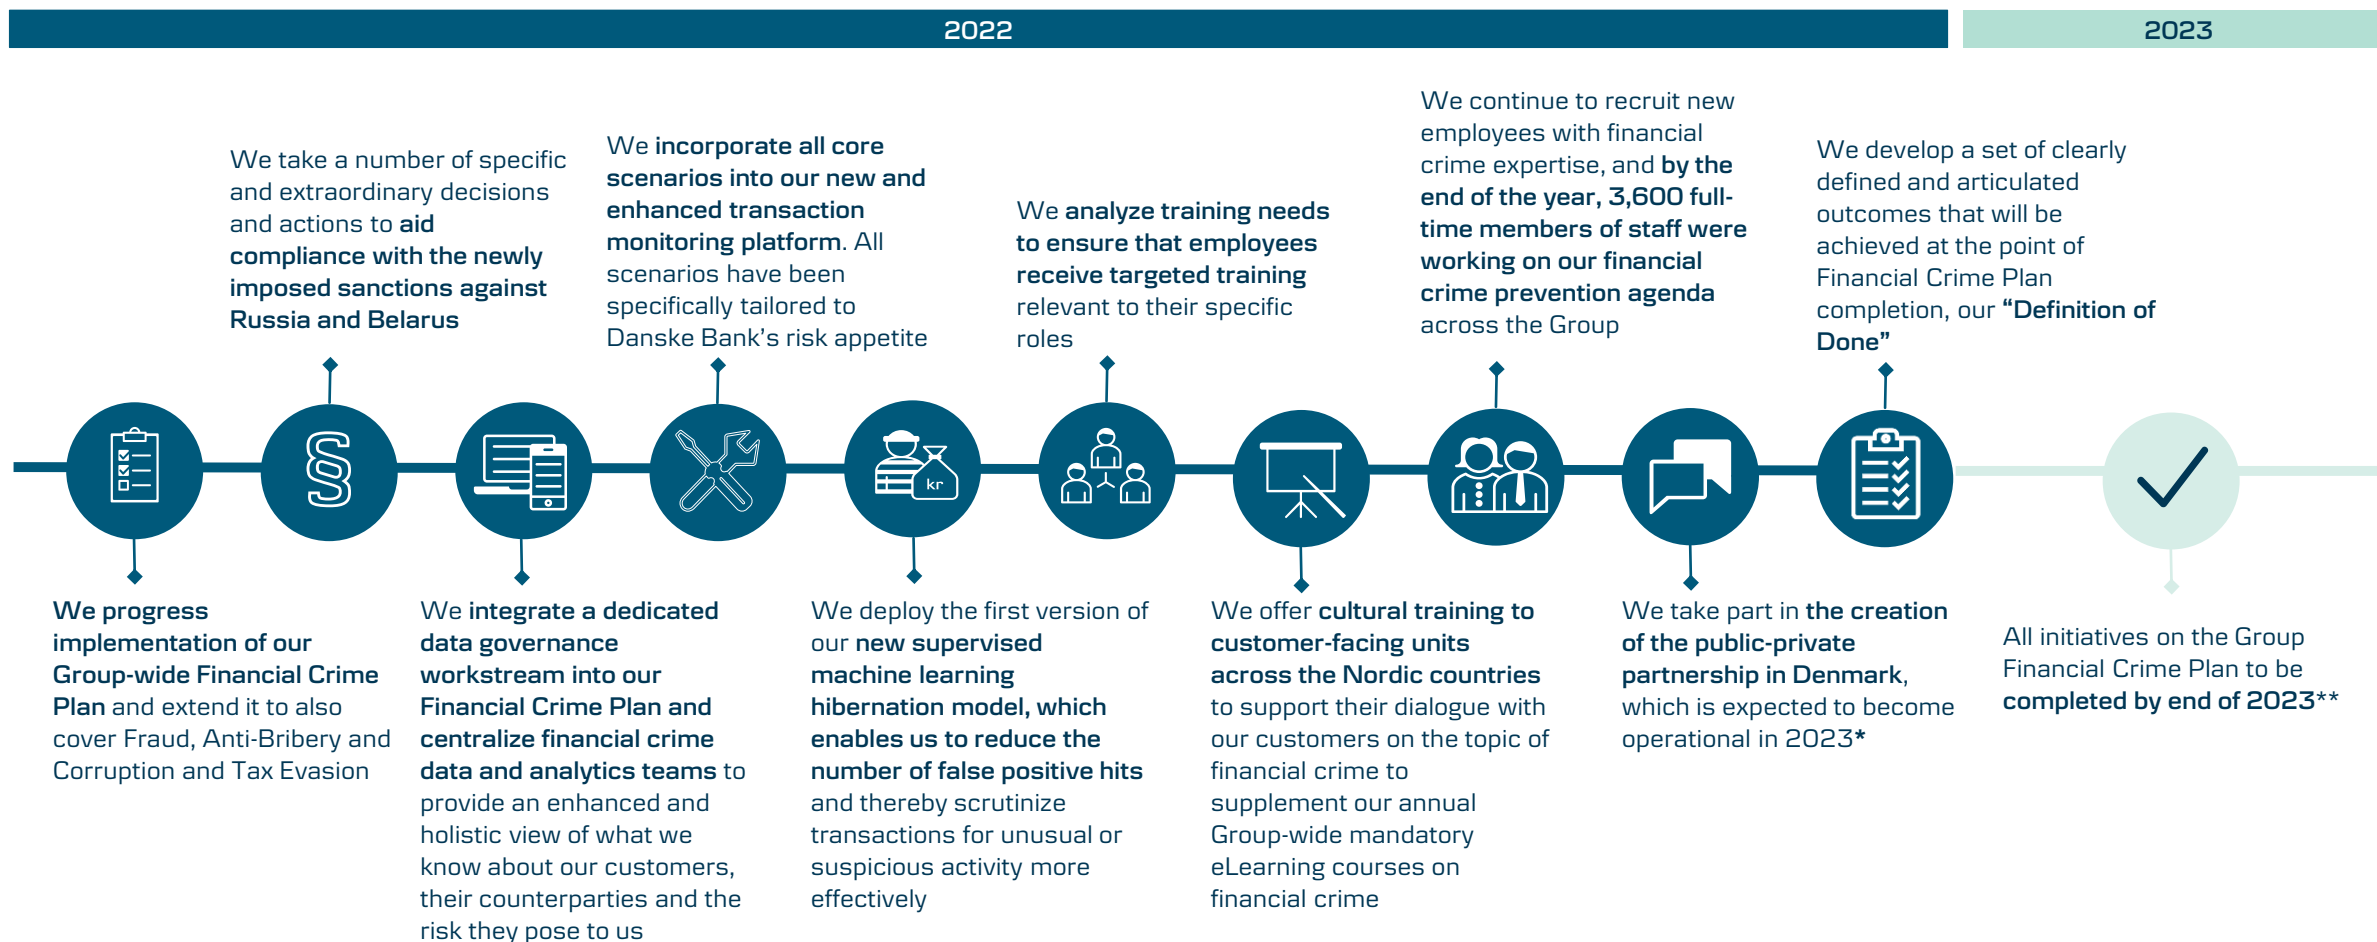 2022
2023
We take a number of specific
and extraordinary decisions
and actions to aid
compliance with the newly
imposed sanctions against
Russia and Belarus
We incorporate all core
scenarios into our new and
enhanced transaction
monitoring platform. All
scenarios have been
specifically tailored to
Danske Bank's risk appetite
We analyze training needs
to ensure that employees
receive targeted training
relevant to their specific
roles
We continue to recruit new
employees with financial
crime expertise, and by the
end of the year, 3,600 full-
time members of staff were
working on our financial
crime prevention agenda
across the Group
We develop a set of clearly
defined and articulated
outcomes that will be
achieved at the point of
Financial Crime Plan
completion, our “Definition of
Done”
§
kr
We progress
implementation of our
Group-wide Financial Crime
Plan and extend it to also
cover Fraud, Anti-Bribery and
Corruption and Tax Evasion
We integrate a dedicated
data governance
workstream into our
Financial Crime Plan and
centralize financial crime
data and analytics teams to
provide an enhanced and
holistic view of what we
know about our customers,
their counterparties and the
risk they pose to us
We deploy the first version of
our new supervised
machine learning
hibernation model, which
enables us to reduce the
number of false positive hits
and thereby scrutinize
transactions for unusual or
suspicious activity more
effectively
We offer cultural training to
customer-facing units
across the Nordic countries
to support their dialogue with
our customers on the topic of
financial crime to
supplement our annual
Group-wide mandatory
eLearning courses on
financial crime
We take part in the creation
of the public-private
partnership in Denmark,
which is expected to become
operational in 2023*
All initiatives on the Group
Financial Crime Plan to be
completed by end of 2023**